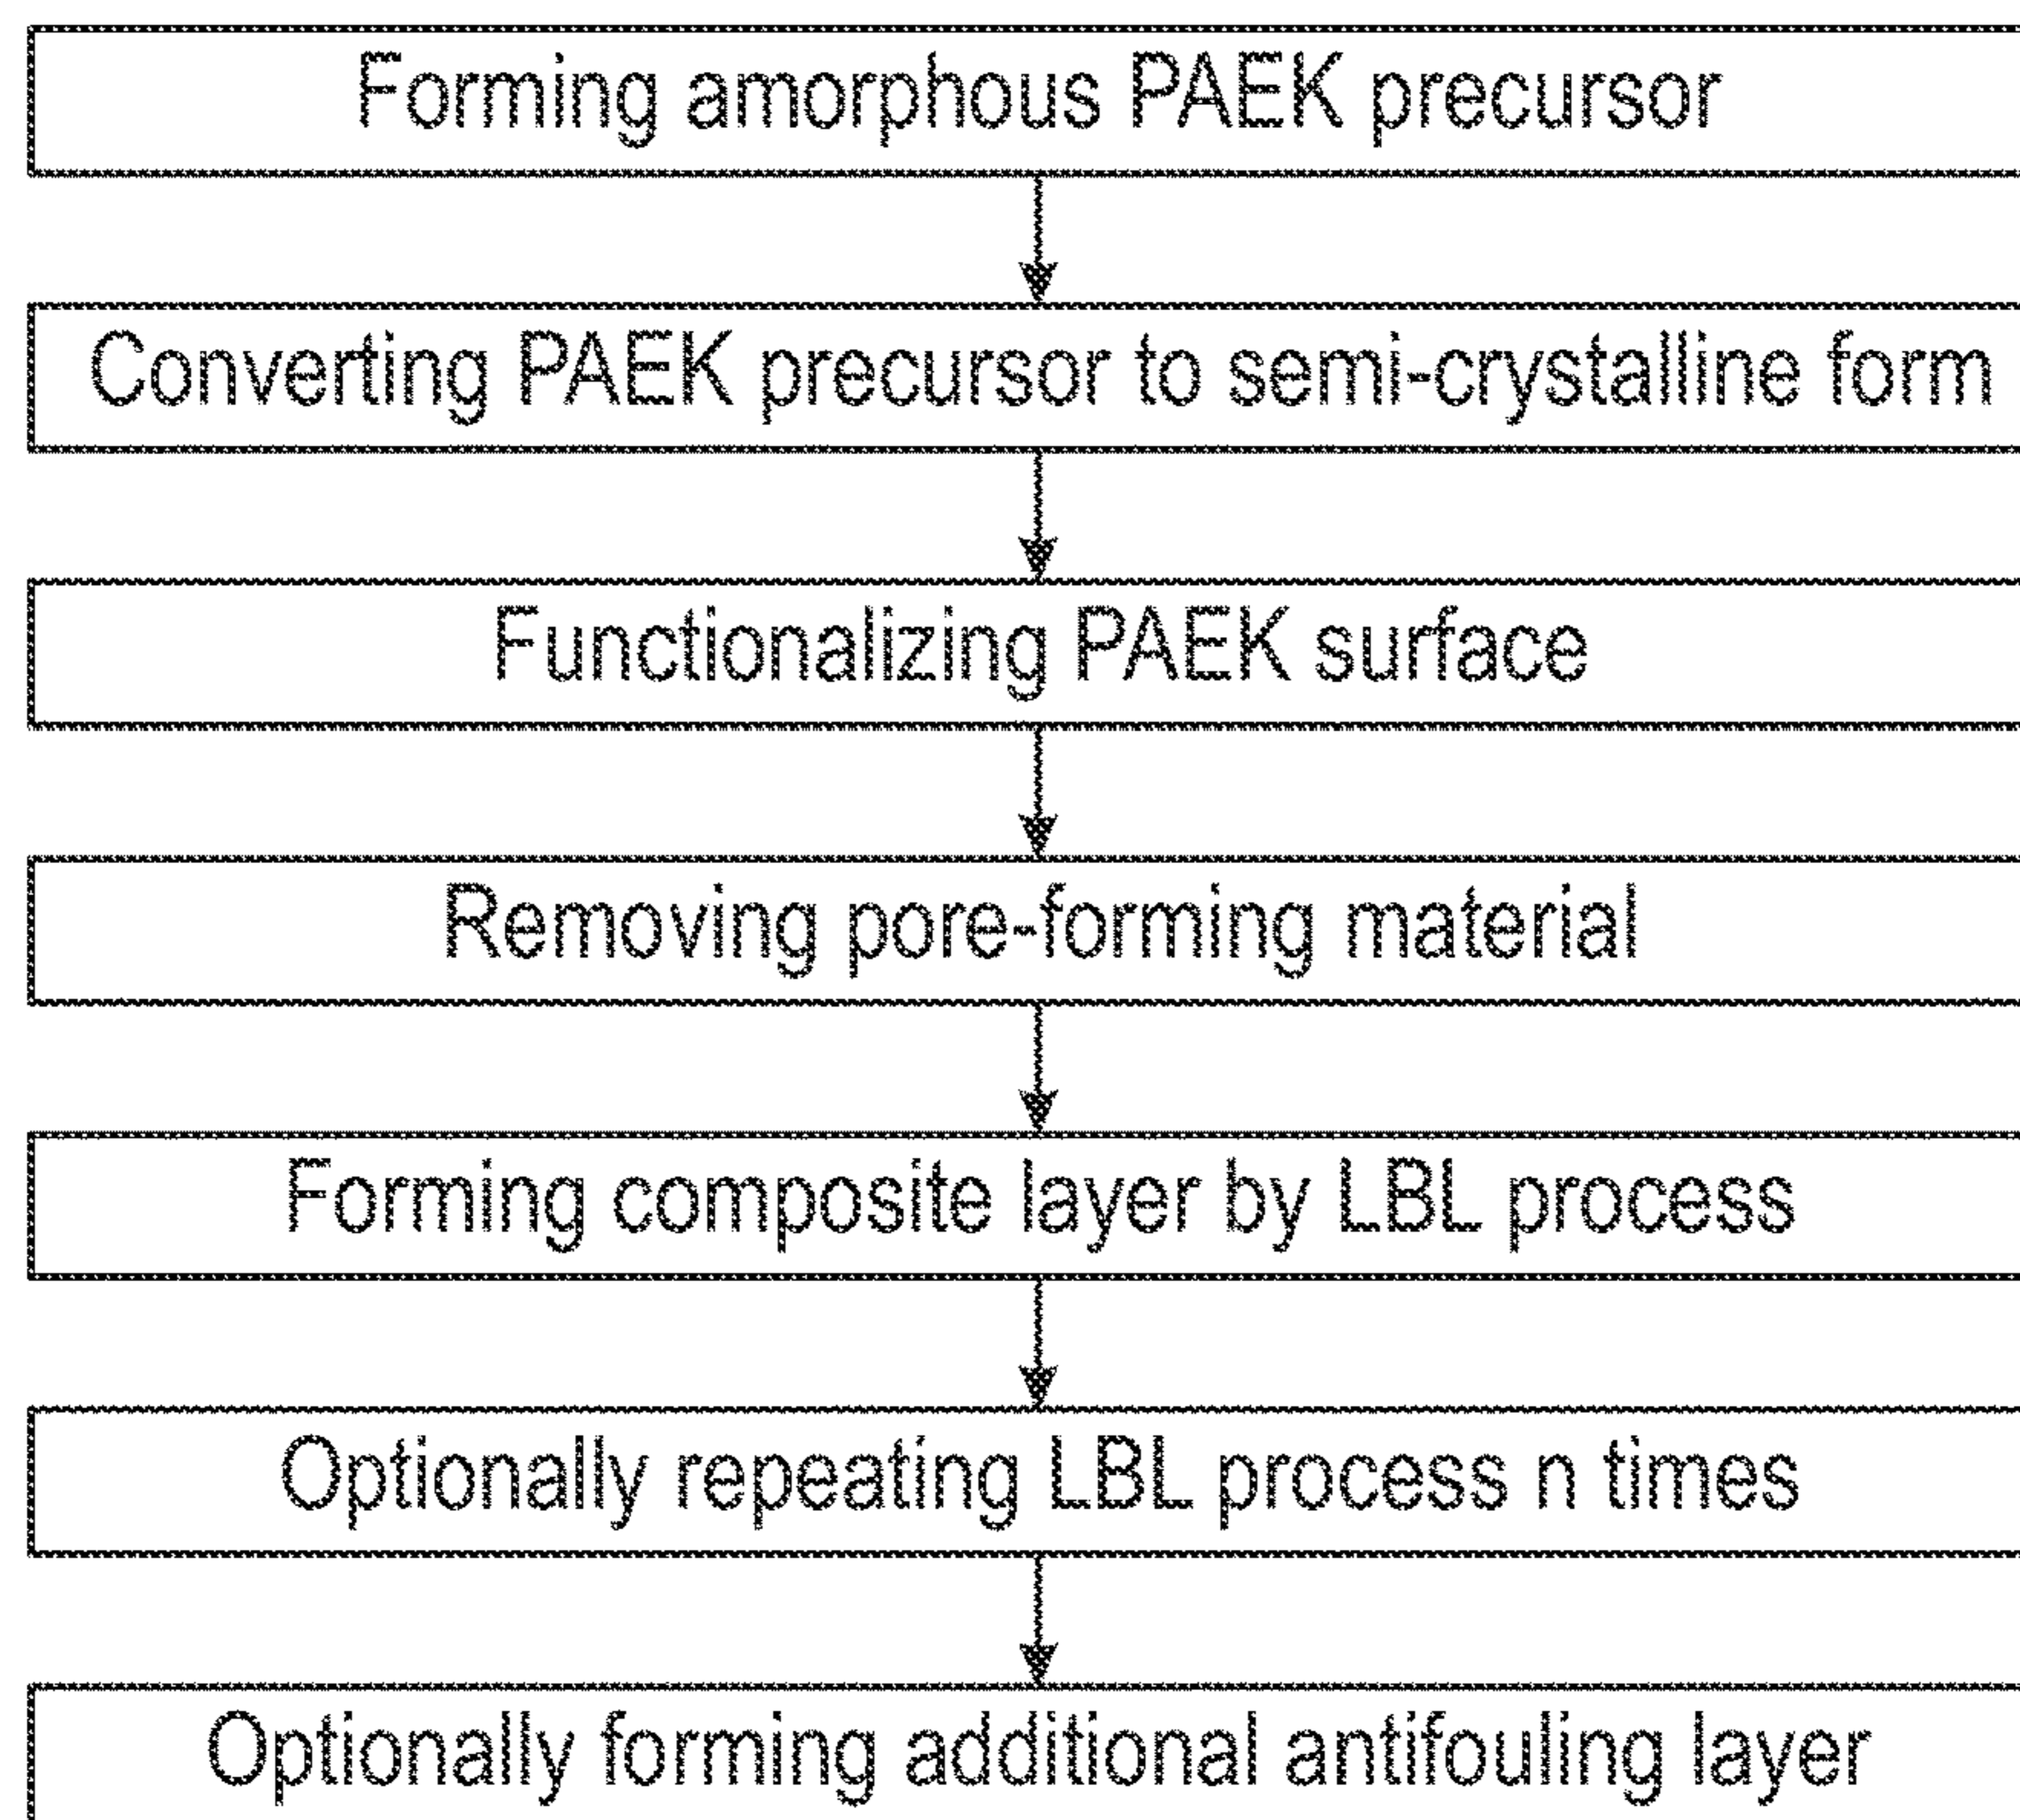 Forming amorphous PAEK precursor
Converting PAEK precursor to semi-crystalline form
Functionalizing PAEK surface
Removing pore-forming material
Forming composite layer by LBL process
Optionally repeating LBL process n times
Optionally forming additional antifouling layer